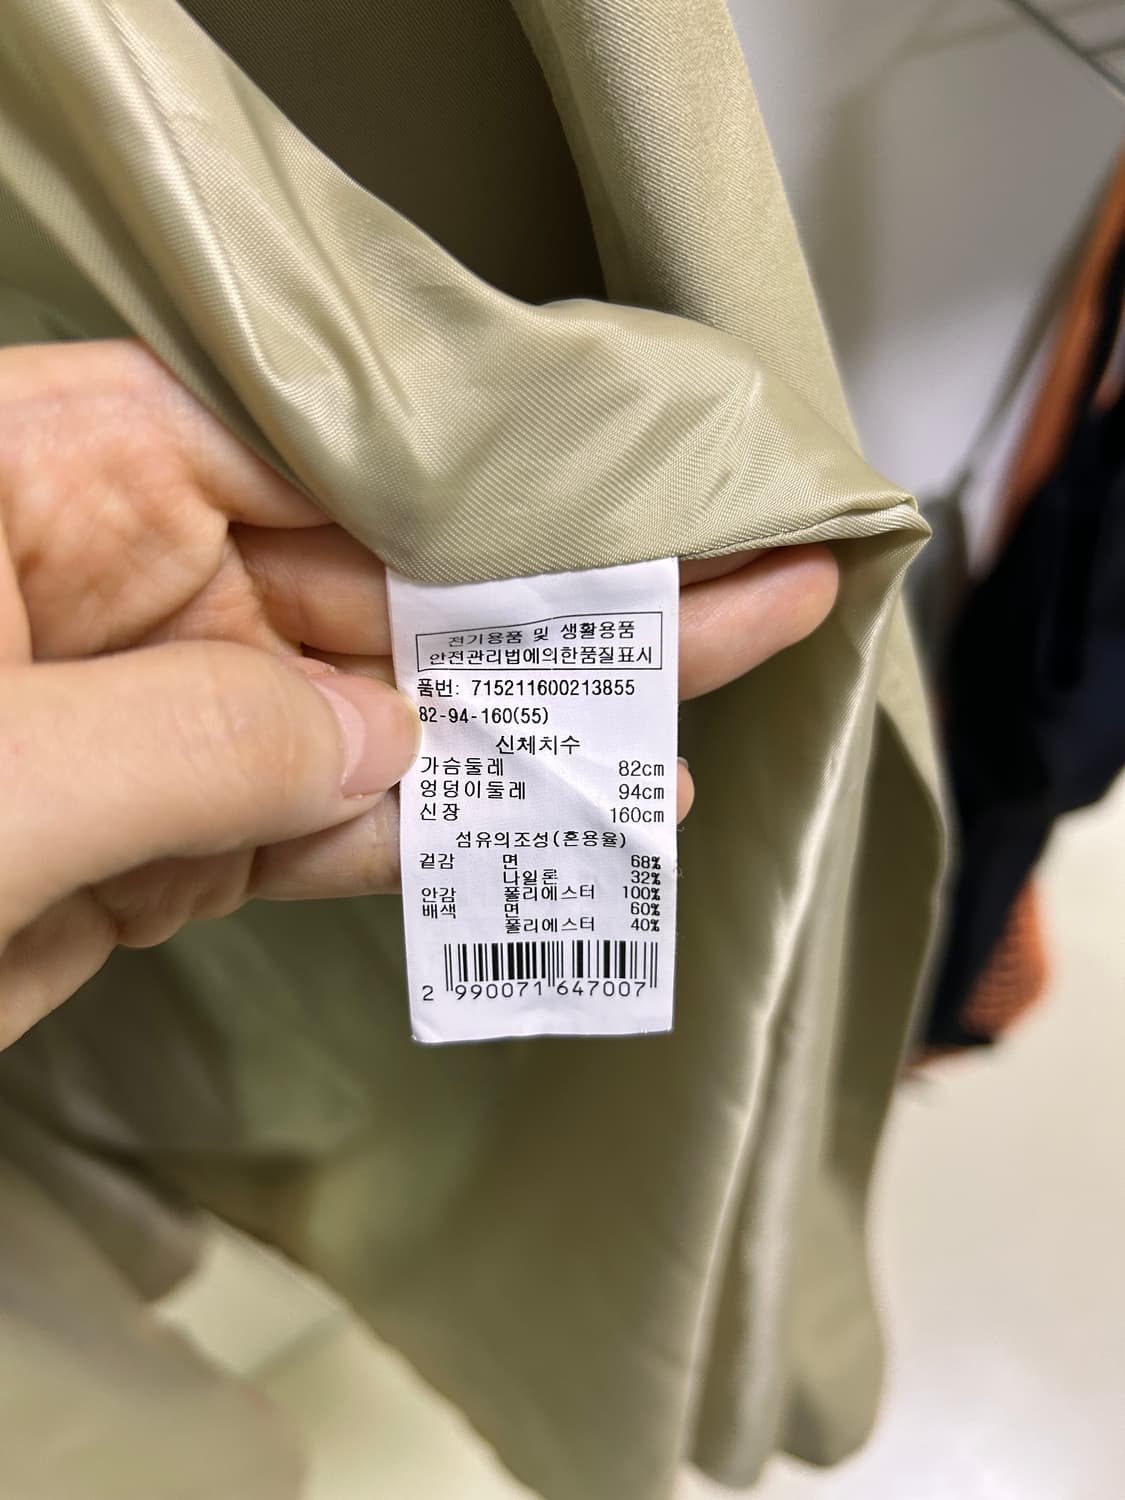 전기용품 및 생활용품
안전관리법에의한품질표시
품번: 715211600213855
82-94-160(55)
신체치수
가슴둘레 82cm
엉덩이둘레 94cm
신장 160cm
섬유의조성(혼용율)
겉감 면 68%
나일론 32%
안감 폴리에스터 100%
배색 면 60%
폴리에스터 40%
2 990071 647007